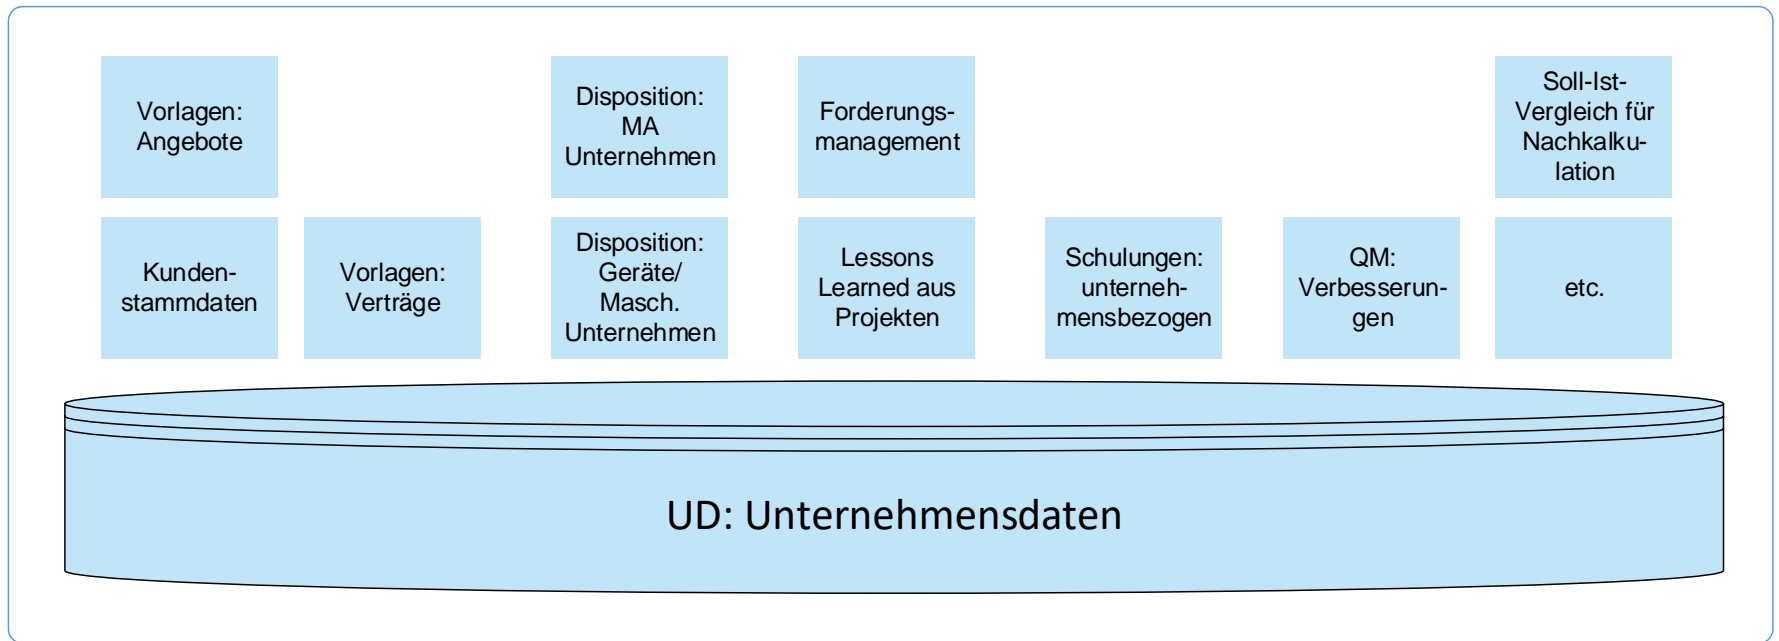 Vorlagen:
Angebote
Disposition:
MA
Unternehmen
Forderungs-
management
Soll-Ist-
Vergleich für
Nachkalku-
lation
Kunden-
stammdaten
Vorlagen:
Verträge
Disposition:
Geräte/
Masch.
Unternehmen
Lessons
Learned aus
Projekten
Schulungen:
unterneh-
mensbezogen
QM:
Verbesserun-
gen
etc.
UD: Unternehmensdaten